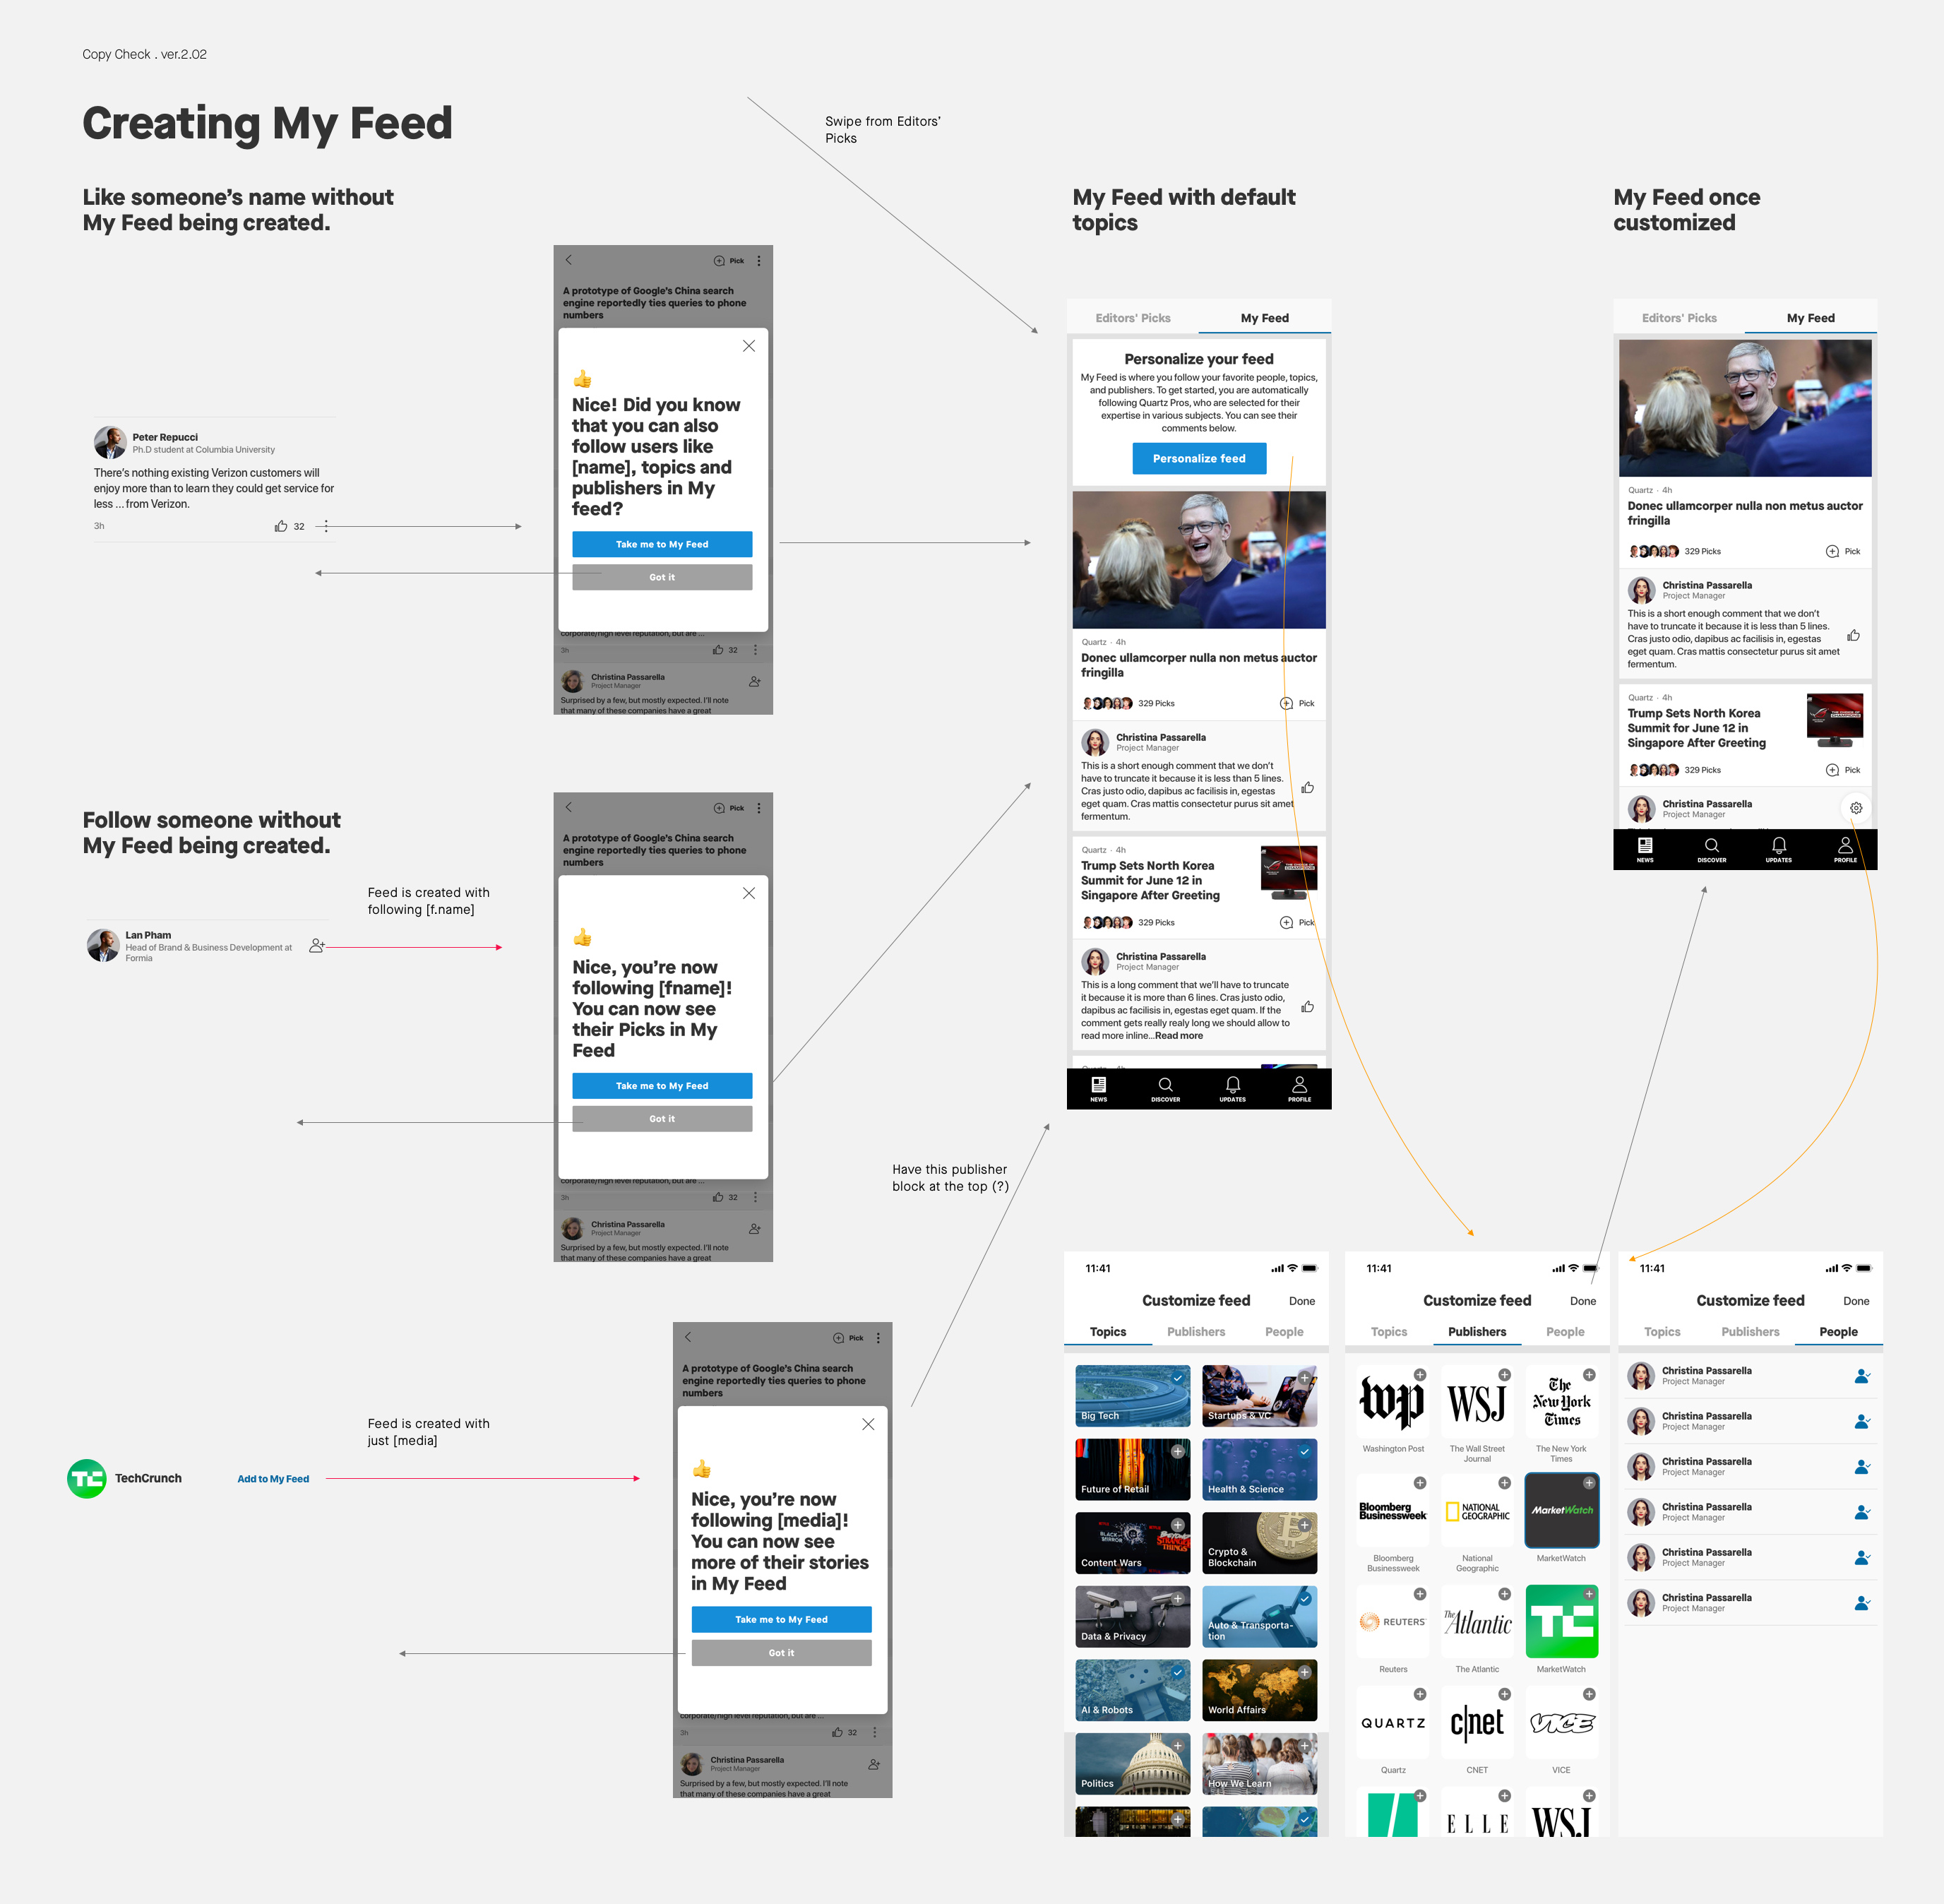 Copy Check . ver.2.02
Creating My Feed
Swipe from Editors'
Picks
Like someone's name without
My Feed being created.
Peter Repucci
Ph.D student at Columbia University
There's nothing existing Verizon customers will
enjoy more than to learn they could get service for
less ... from Verizon.
3h
32
Pick
A prototype of Google's China search
engine reportedly ties queries to phone
numbers
👍
Nice! Did you know
that you can also
follow users like
[name], topics and
publishers in My
feed?
Take me to My Feed
Got it
corporate/high level reputation, but are ...
3h
32
Christina Passarella
Project Manager
Surprised by a few, but mostly expected. I'll note
that many of these companies have a great
Follow someone without
My Feed being created.
Feed is created with
following [f.name]
Lan Pham
Head of Brand & Business Development at
Formia
Pick
A prototype of Google's China search
engine reportedly ties queries to phone
numbers
👍
Nice, you're now
following [fname]!
You can now see
their Picks in My
Feed
Take me to My Feed
Got it
corporate/high level reputation, but are ...
3h
32
Christina Passarella
Project Manager
Surprised by a few, but mostly expected. I'll note
that many of these companies have a great
Feed is created with
just [media]
TC
TechCrunch
Add to My Feed
Pick
A prototype of Google's China search
engine reportedly ties queries to phone
numbers
👍
Nice, you're now
following [media]!
You can now see
more of their stories
in My Feed
Take me to My Feed
Got it
corporate/high level reputation, but are ...
3h
32
Christina Passarella
Project Manager
Surprised by a few, but mostly expected. I'll note
that many of these companies have a great
Have this publisher
block at the top (?)
My Feed with default
topics
Editors' Picks
My Feed
Personalize your feed
My Feed is where you follow your favorite people, topics,
and publishers. To get started, you are automatically
following Quartz Pros, who are selected for their
expertise in various subjects. You can see their
comments below.
Personalize feed
Quartz · 4h
Donec ullamcorper nulla non metus auctor
fringilla
329 Picks
Pick
Christina Passarella
Project Manager
This is a short enough comment that we don't
have to truncate it because it is less than 5 lines.
Cras justo odio, dapibus ac facilisis in, egestas
eget quam. Cras mattis consectetur purus sit amet
fermentum.
Quartz · 4h
Trump Sets North Korea
Summit for June 12 in
Singapore After Greeting
329 Picks
Pick
Christina Passarella
Project Manager
This is a long comment that we'll have to truncate
it because it is more than 6 lines. Cras justo odio,
dapibus ac facilisis in, egestas eget quam. If the
comment gets really realy long we should allow to
read more inline...Read more
Quartz · 4h
NEWS
DISCOVER
UPDATES
PROFILE
My Feed once
customized
Editors' Picks
My Feed
Quartz · 4h
Donec ullamcorper nulla non metus auctor
fringilla
329 Picks
Pick
Christina Passarella
Project Manager
This is a short enough comment that we don't
have to truncate it because it is less than 5 lines.
Cras justo odio, dapibus ac facilisis in, egestas
eget quam. Cras mattis consectetur purus sit amet
fermentum.
Quartz · 4h
Trump Sets North Korea
Summit for June 12 in
Singapore After Greeting
329 Picks
Pick
Christina Passarella
Project Manager
NEWS
DISCOVER
UPDATES
PROFILE
11:41
Customize feed
Done
Topics
Publishers
People
Big Tech
Startups & VC
Future of Retail
Health & Science
BLACK MIRROR
STRANGER
THINGS
Content Wars
Crypto &
Blockchain
Data & Privacy
Auto & Transporta-
tion
AI & Robots
World Affairs
Politics
How We Learn
11:41
Customize feed
Done
Topics
Publishers
People
wp
WSJ
The
New York
Times
Washington Post
The Wall Street
Journal
The New York
Times
Bloomberg
Businessweek
NATIONAL
GEOGRAPHIC
MarketWatch
Bloomberg
Businessweek
National
Geographic
MarketWatch
REUTERS
The Atlantic
TC
Reuters
The Atlantic
MarketWatch
QUARTZ
c|net
VICE
Quartz
CNET
VICE
ELLE
WSJ
11:41
Customize feed
Done
Topics
Publishers
People
Christina Passarella
Project Manager
Christina Passarella
Project Manager
Christina Passarella
Project Manager
Christina Passarella
Project Manager
Christina Passarella
Project Manager
Christina Passarella
Project Manager